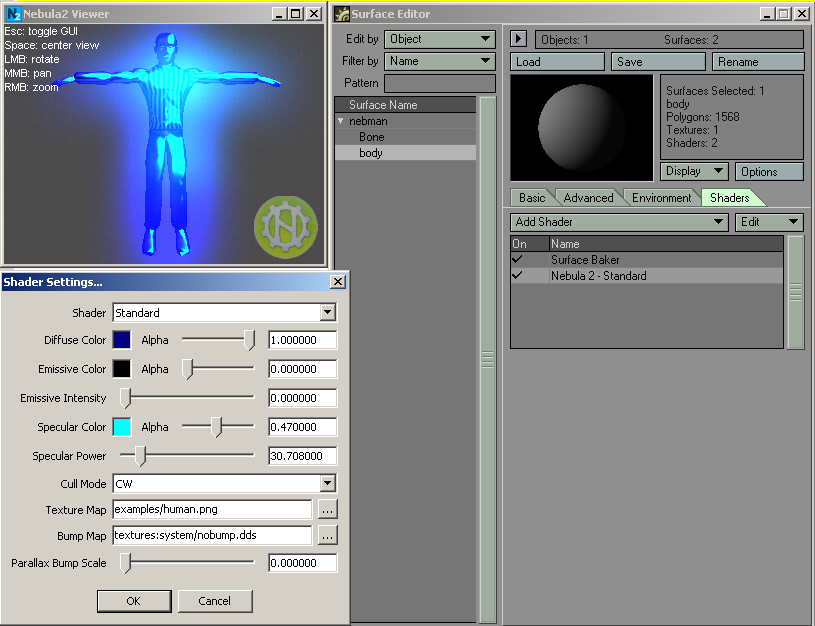 Nebula2 Viewer
Esc: toggle GUI
Space: center view
LMB: rotate
MMB: pan
RMB: zoom
Shader Settings...
Shader Standard
Diffuse Color Alpha 1.000000
Emissive Color Alpha 0.000000
Emissive Intensity 0.000000
Specular Color Alpha 0.470000
Specular Power 30.708000
Cull Mode CW
Texture Map examples/human.png ...
Bump Map textures:system/nobump.dds ...
Parallax Bump Scale 0.000000
OK Cancel
Surface Editor
Edit by Object
Filter by Name
Pattern
Surface Name
nebman
Bone
body
Objects: 1 Surfaces: 2
Load Save Rename
Surfaces Selected: 1
body
Polygons: 1568
Textures: 1
Shaders: 2
Display Options
Basic Advanced Environment Shaders
Add Shader Edit
On Name
Surface Baker
Nebula 2 - Standard